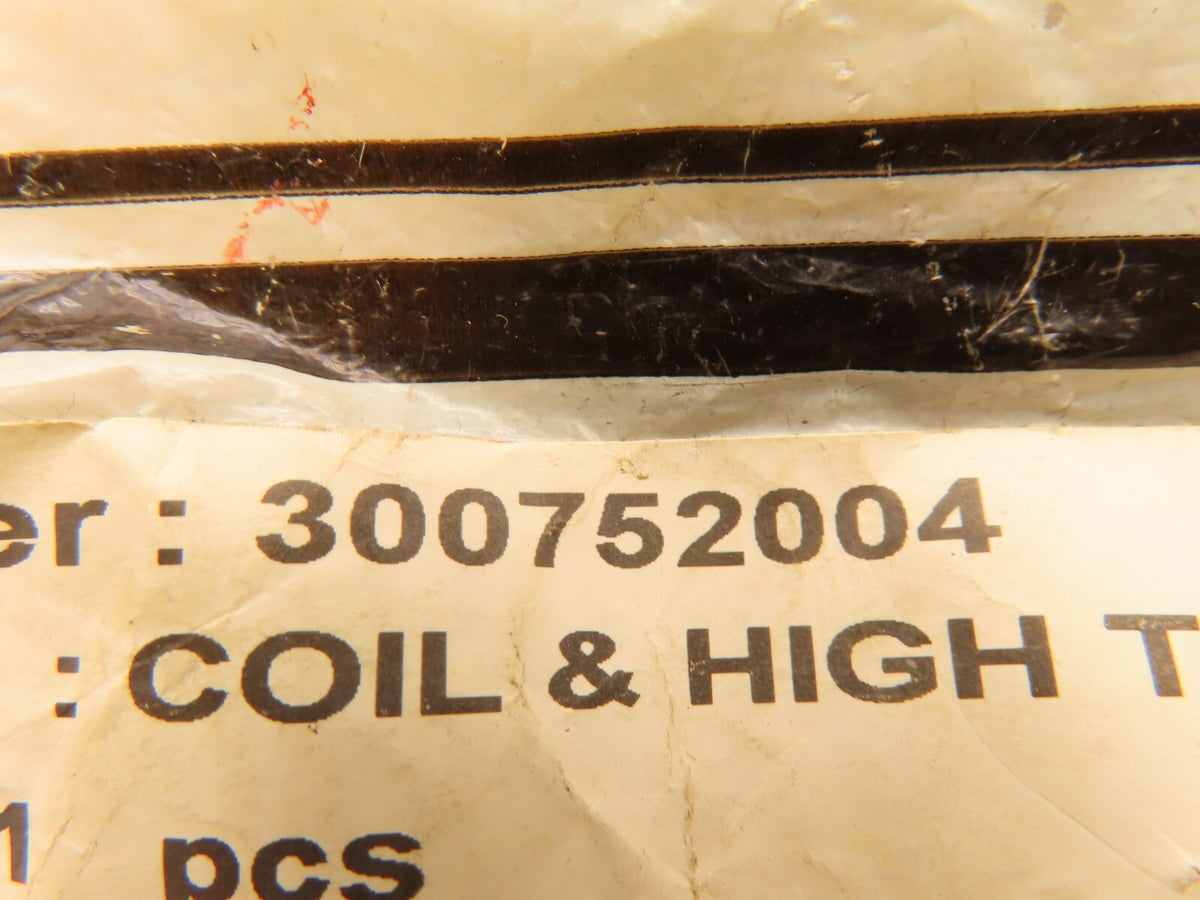 er : 300752004
: COIL & HIGH T
1 pcs